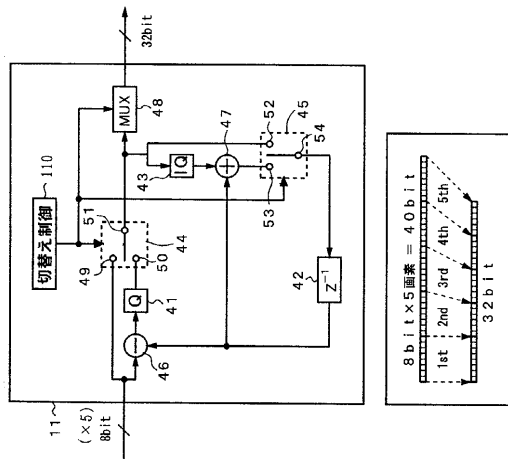 11
(×5)
8bit
切替え制御
110
32bit
MUX
48
49
51
44
50
Q
41
46
IQ
43
47
52
45
53
54
Z⁻¹
42
8bit×5画素=40bit
1st
2nd
3rd
4th
5th
32bit